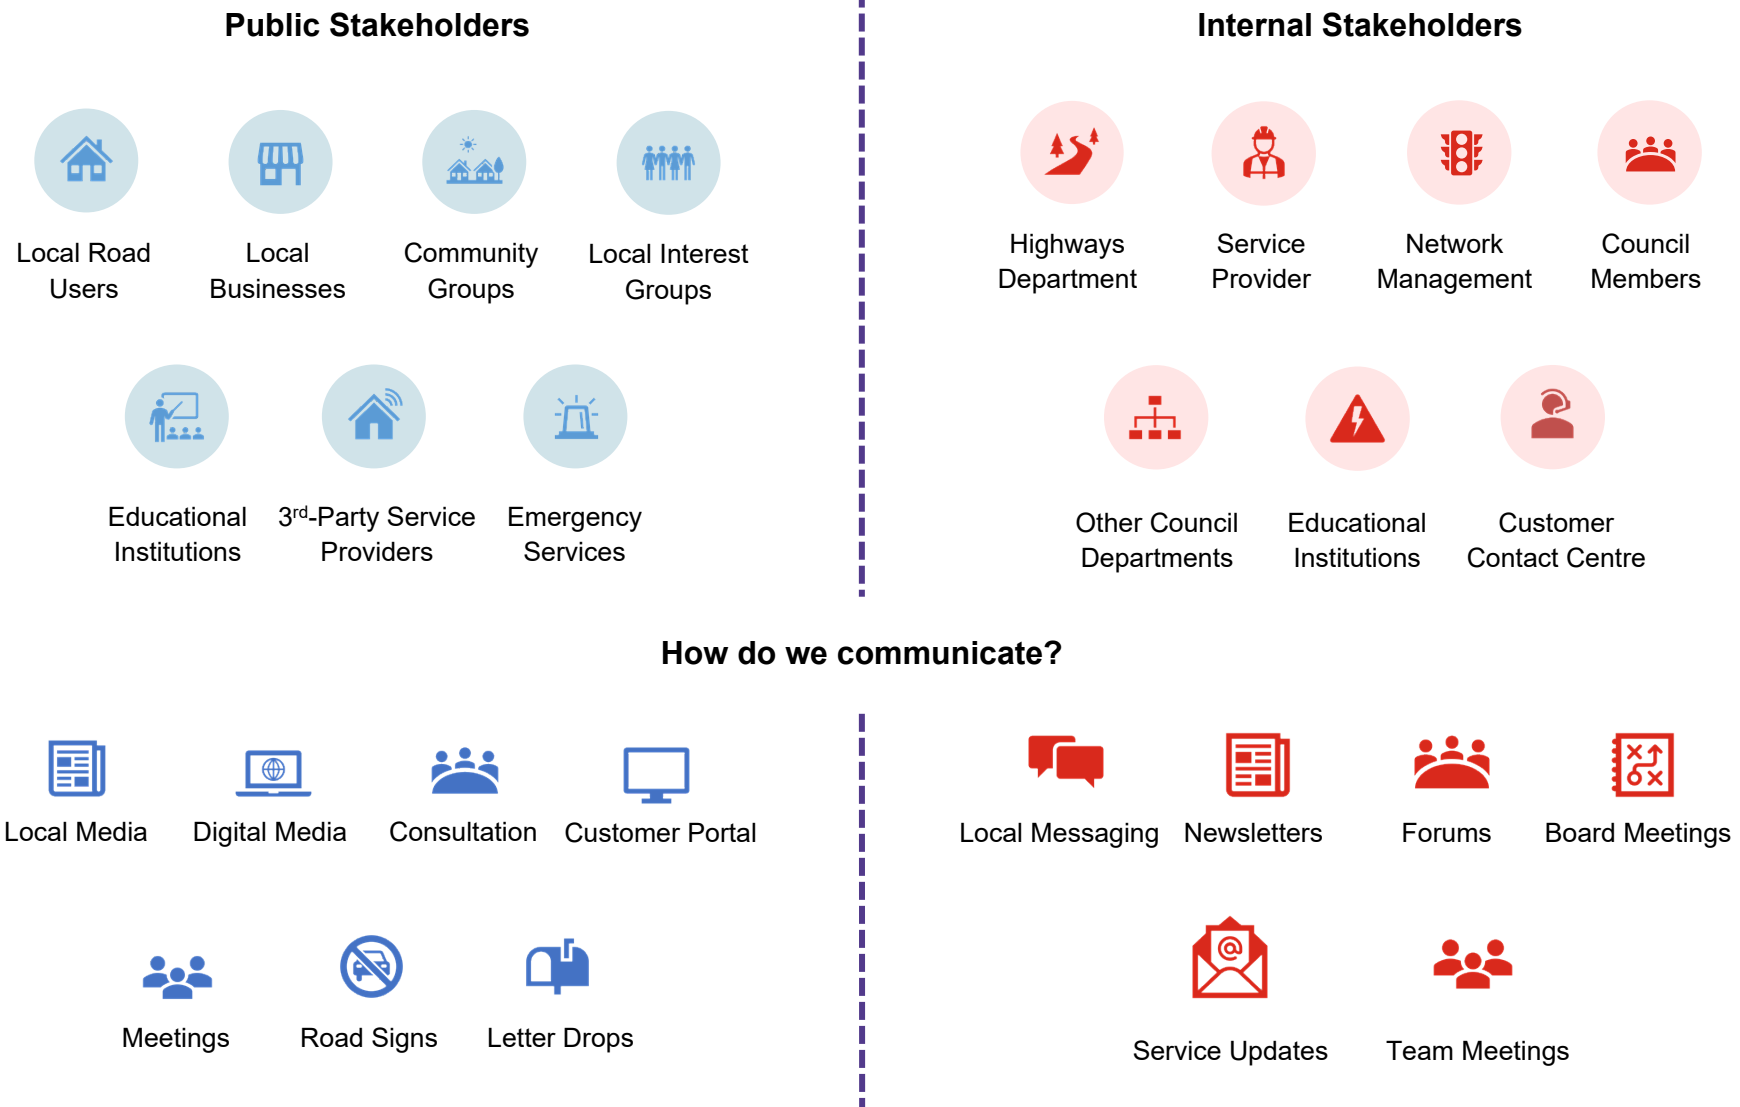 Public Stakeholders
Local Road
Users
Local
Businesses
Community
Groups
Local Interest
Groups
Educational
Institutions
3rd-Party Service
Providers
Emergency
Services
Internal Stakeholders
Highways
Department
Service
Provider
Network
Management
Council
Members
Other Council
Departments
Educational
Institutions
Customer
Contact Centre
How do we communicate?
Local Media
Digital Media
Consultation
Customer Portal
Meetings
Road Signs
Letter Drops
Local Messaging
Newsletters
Forums
Board Meetings
@
Service Updates
Team Meetings